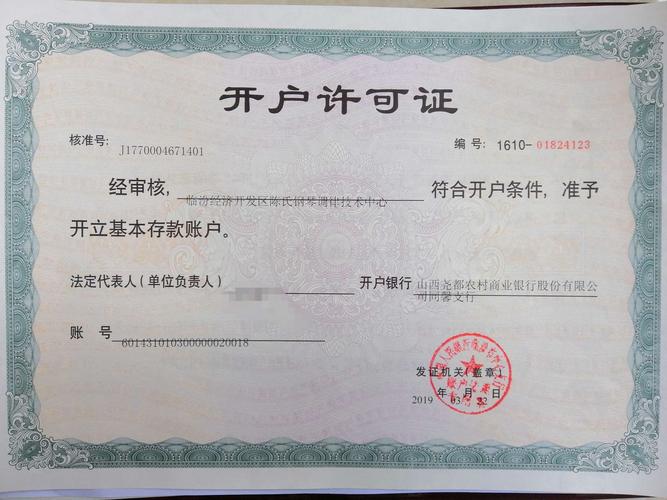 开户许可证
核准号: J1770004671401 编号: 1610-01824123
经审核, 临汾经济开发区陈氏钢琴调律技术中心 符合开户条件, 准予
开立基本存款账户。
法定代表人(单位负责人) 开户银行 山西尧都农村商业银行股份有限公
司同馨支行
账 号 601431010300000020018
发证机关(盖章)
2019 年 03 月 22 日